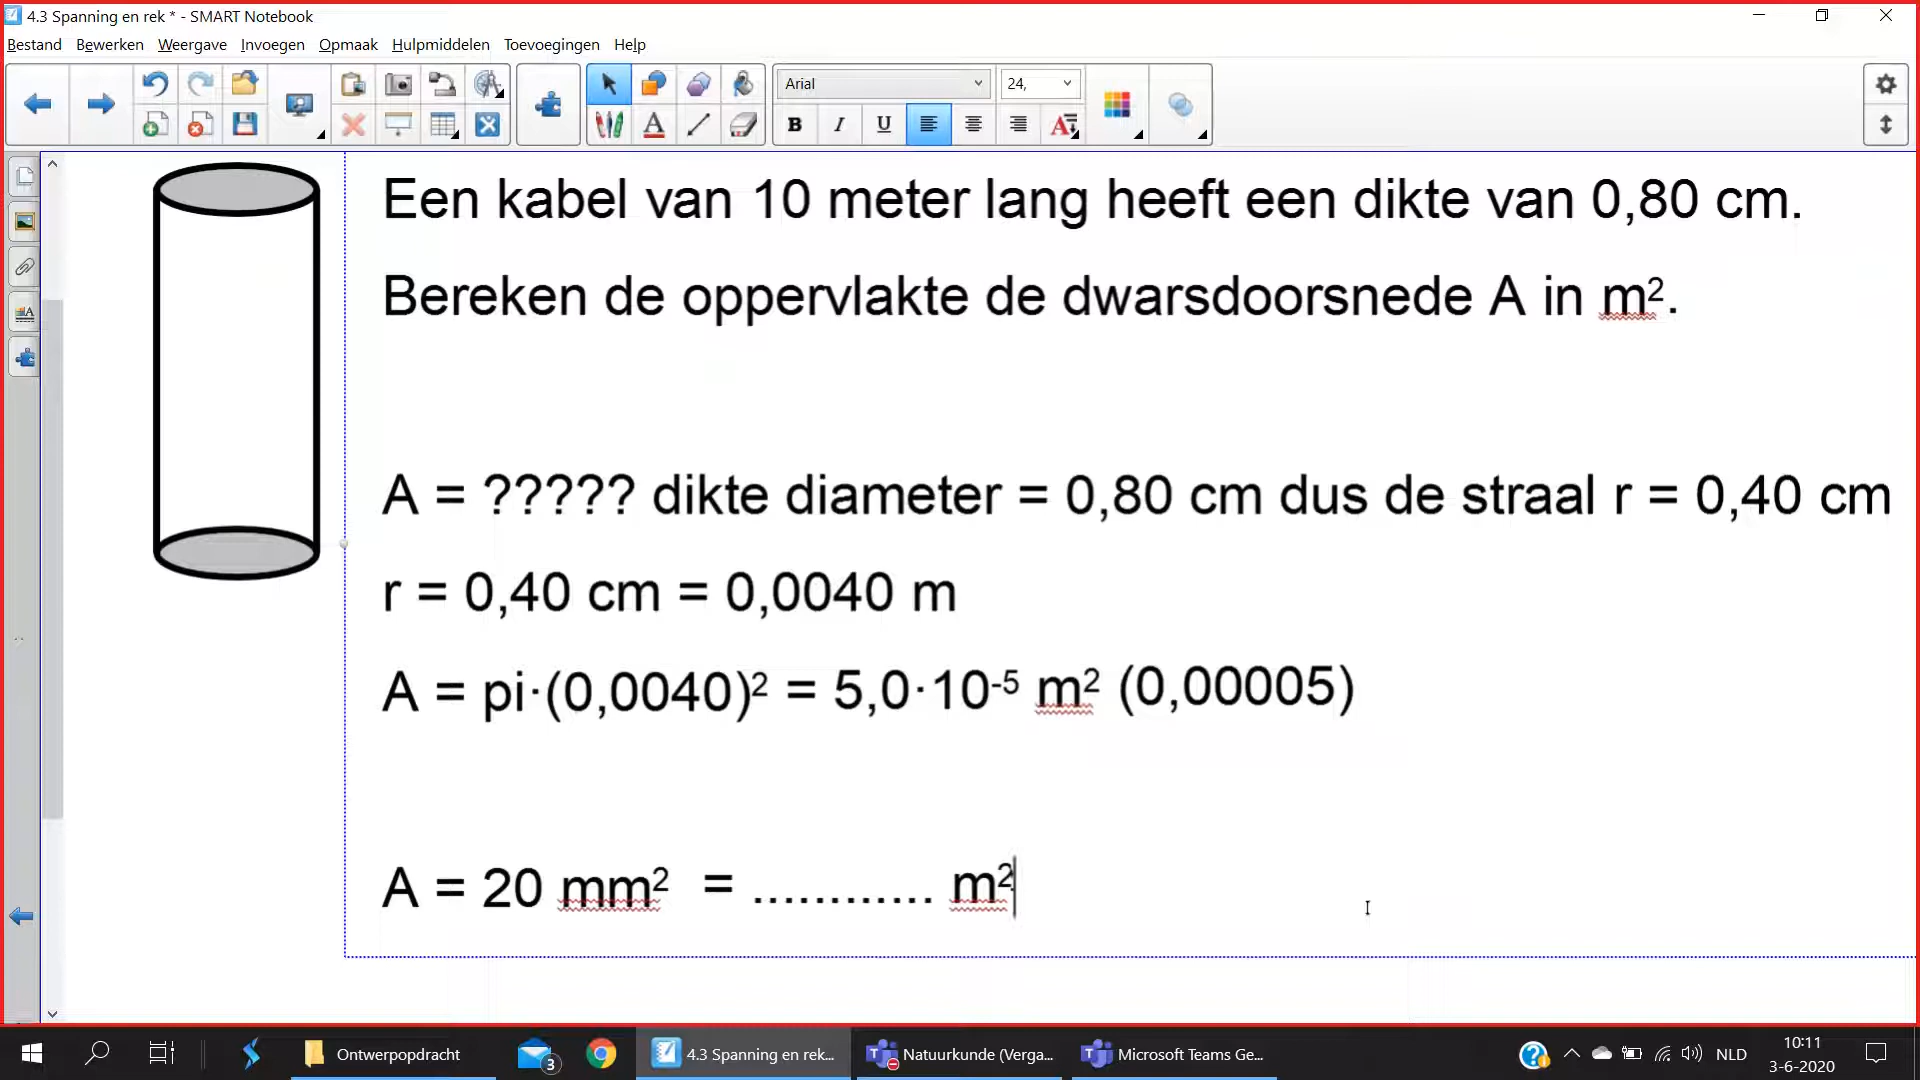 4.3 Spanning en rek * - SMART Notebook
Bestand Bewerken Weergave Invoegen Opmaak Hulpmiddelen Toevoegingen Help
Arial 24,
B I U
Een kabel van 10 meter lang heeft een dikte van 0,80 cm.
Bereken de oppervlakte de dwarsdoorsnede A in m².
A = ????? dikte diameter = 0,80 cm dus de straal r = 0,40 cm
r = 0,40 cm = 0,0040 m
A = pi·(0,0040)² = 5,0·10⁻⁵ m² (0,00005)
A = 20 mm² = ............ m²
Ontwerpopdracht 3 4.3 Spanning en rek... Natuurkunde (Verga... Microsoft Teams Ge... NLD 10:11
3-6-2020